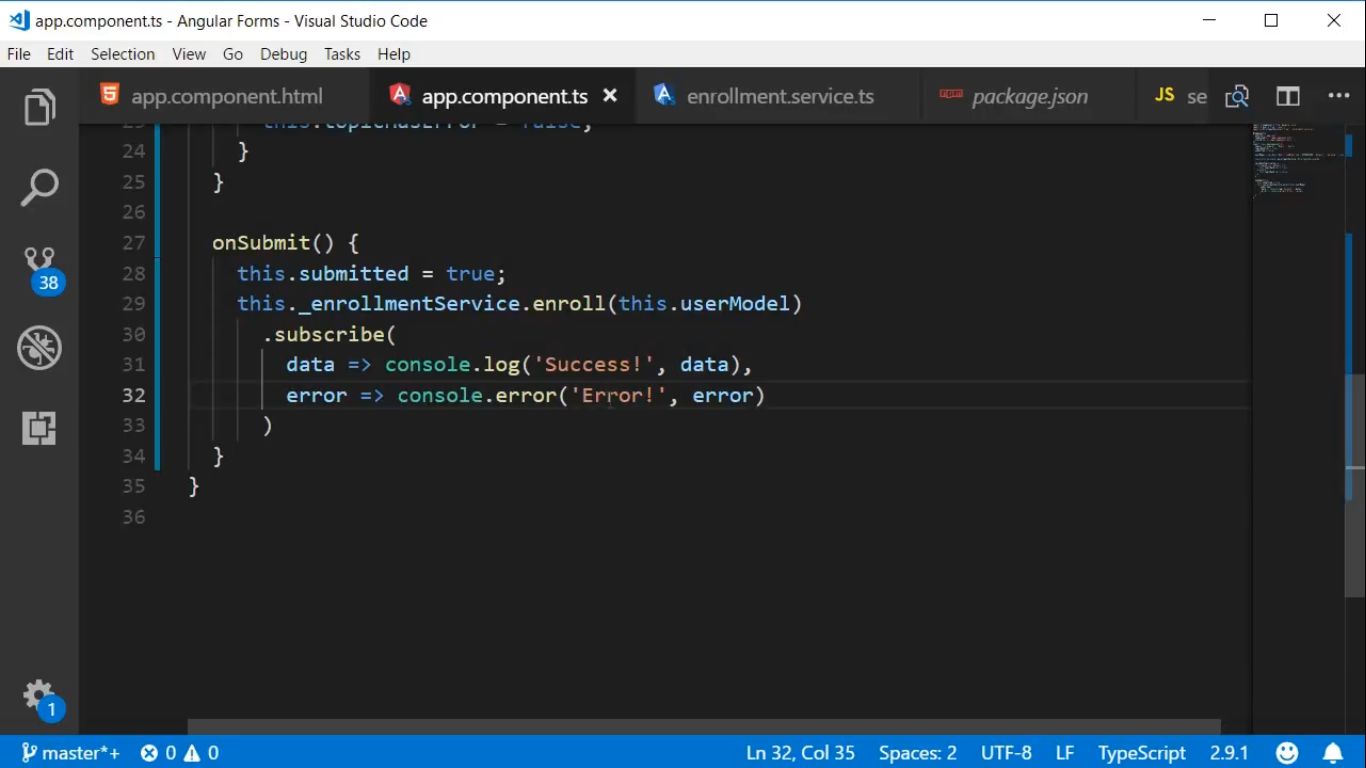 app.component.ts - Angular Forms - Visual Studio Code
File Edit Selection View Go Debug Tasks Help
app.component.html app.component.ts enrollment.service.ts package.json JS se
24 }
25 }
26
27 onSubmit() {
28 this.submitted = true;
29 this._enrollmentService.enroll(this.userModel)
30 .subscribe(
31 data => console.log('Success!', data),
32 error => console.error('Error!', error)
33 )
34 }
35 }
36
38
1
master*+ 0 0 Ln 32, Col 35 Spaces: 2 UTF-8 LF TypeScript 2.9.1